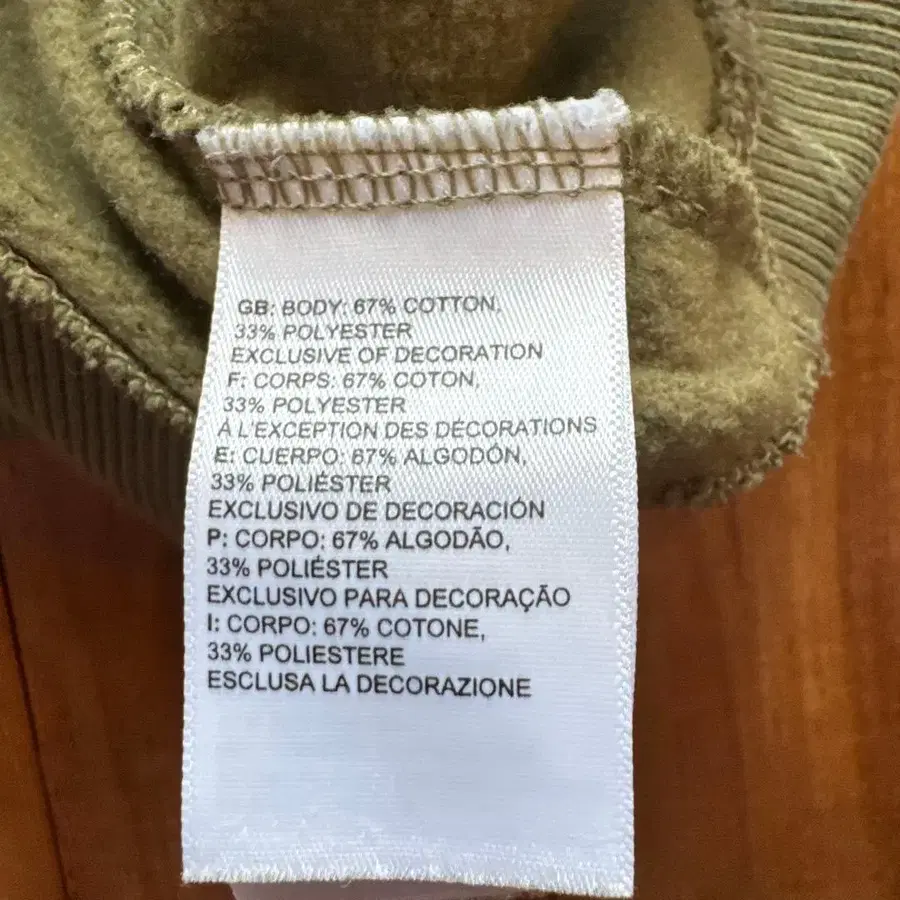 GB: BODY: 67% COTTON,
33% POLYESTER
EXCLUSIVE OF DECORATION
F: CORPS: 67% COTON,
33% POLYESTER
À L'EXCEPTION DES DÉCORATIONS
E: CUERPO: 67% ALGODÓN,
33% POLIÉSTER
EXCLUSIVO DE DECORACIÓN
P: CORPO: 67% ALGODÃO,
33% POLIÉSTER
EXCLUSIVO PARA DECORAÇÃO
I: CORPO: 67% COTONE,
33% POLIESTERE
ESCLUSA LA DECORAZIONE